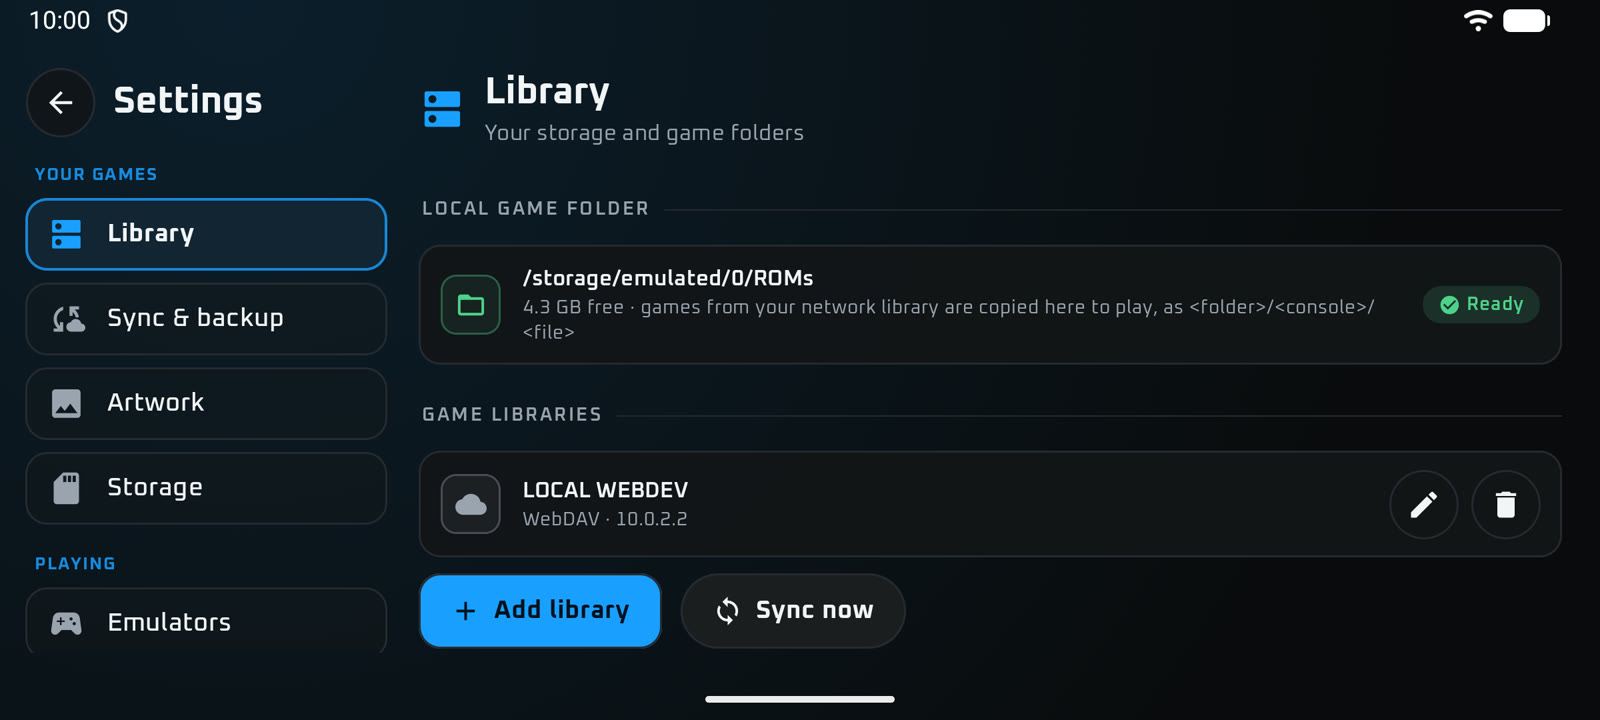 10:00
Settings
YOUR GAMES
Library
Sync & backup
Artwork
Storage
PLAYING
Emulators
Library
Your storage and game folders
LOCAL GAME FOLDER
/storage/emulated/0/ROMs
4.3 GB free · games from your network library are copied here to play, as <folder>/<console>/
<file>
Ready
GAME LIBRARIES
LOCAL WEBDEV
WebDAV · 10.0.2.2
Add library
Sync now